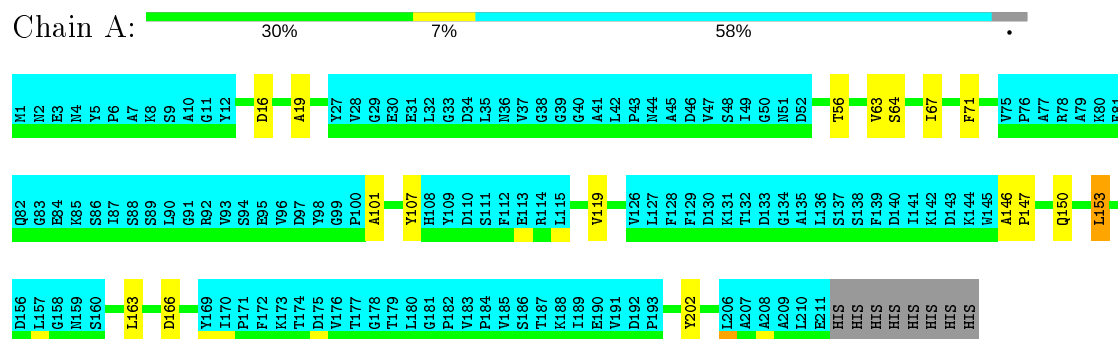 Chain A:
30% 7% 58% •
M1 N2 E3 N4 Y5 P6 A7 K8 S9 A10 G11 Y12 D16 A19 Y27 V28 G29 E30 E31 L32 G33 D34 L35 N36 V37 G38 G39 G40 A41 L42 P43 N44 A45 D46 V47 S48 I49 G50 N51 D52 T56 V63 S64 I67 F71 V75 P76 A77 R78 A79 K80 E81
Q82 G83 E84 K85 S86 I87 S88 S89 L90 G91 R92 Y93 S94 E95 Y96 D97 Y98 G99 P100 A101 Y107 H108 Y109 D110 S111 F112 E113 R114 L115 V119 V126 L127 F128 F129 D130 K131 T132 D133 G134 A135 L136 S137 S138 F139 D140 I141 K142 D143 K144 W145 A146 P147 Q150 L153
D156 L157 G158 N159 S160 L163 D166 Y169 I170 P171 F172 K173 T174 D175 V176 T177 G178 T179 L180 G181 P182 V183 P184 V185 S186 T187 K188 I189 E190 V191 D192 P193 Y202 L206 A207 A208 A209 L210 E211 HIS HIS HIS HIS HIS HIS HIS HIS